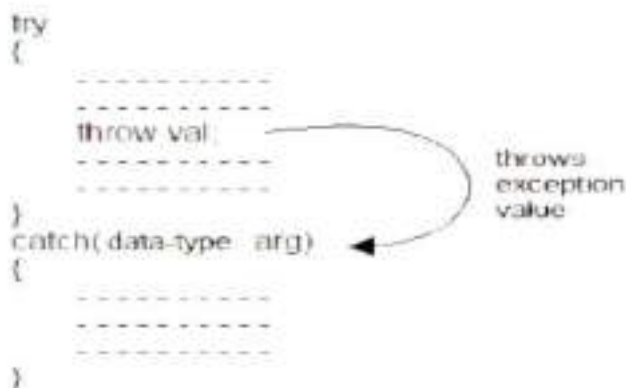 try
{
- - - - - - - - - - -
- - - - - - - - - - -
throw val;
- - - - - - - - - - -
- - - - - - - - - - -
}
catch(data-type arg)
{
- - - - - - - - - - -
- - - - - - - - - - -
- - - - - - - - - - -
}
throws
exception
value